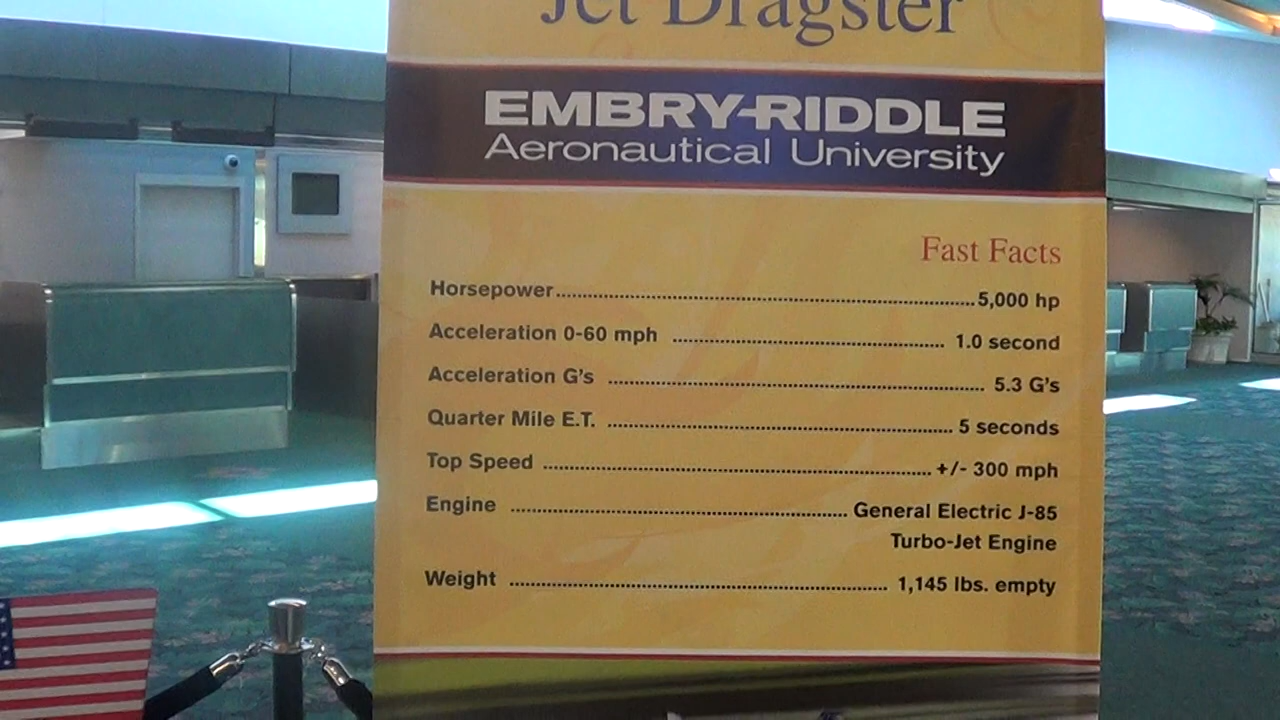 Jet Dragster
EMBRY-RIDDLE
Aeronautical University
Fast Facts
Horsepower........................5,000 hp
Acceleration 0-60 mph ........................ 1.0 second
Acceleration G's ........................ 5.3 G's
Quarter Mile E.T. ........................ 5 seconds
Top Speed ........................ +/- 300 mph
Engine ........................ General Electric J-85
Turbo-Jet Engine
Weight ........................ 1,145 lbs. empty